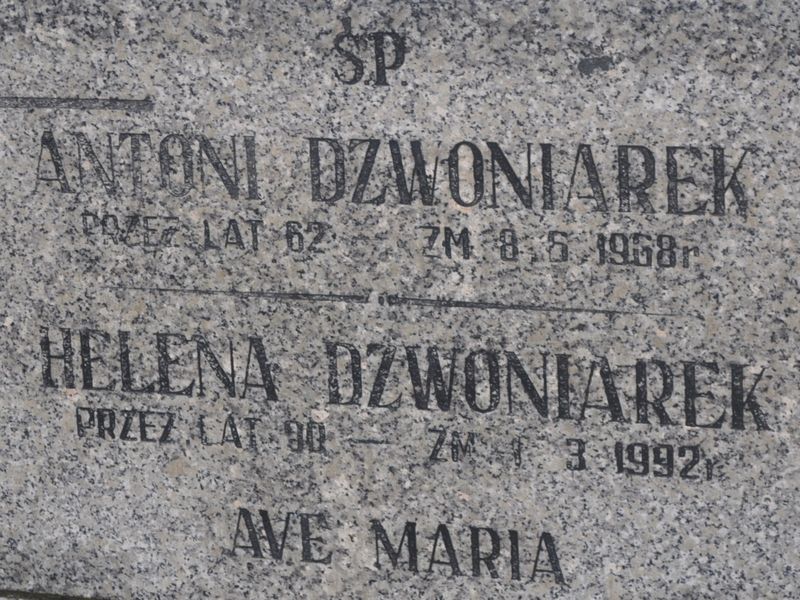 ŚP
ANTONI DZWONIAREK
PRZEZ LAT 62 ZM 8.6 1968r
HELENA DZWONIAREK
PRZEZ LAT 90 — ZM 1 3 1992r
AVE MARIA